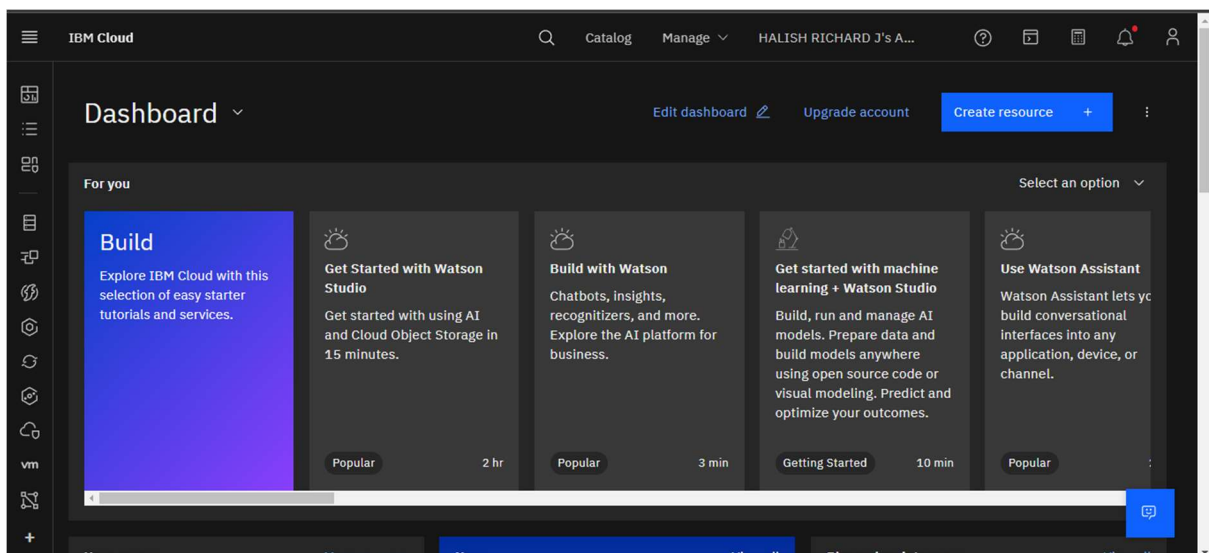 IBM Cloud Catalog Manage HALISH RICHARD J's A...
Dashboard Edit dashboard Upgrade account Create resource +
For you Select an option
Build
Explore IBM Cloud with this
selection of easy starter
tutorials and services.
Get Started with Watson
Studio
Get started with using AI
and Cloud Object Storage in
15 minutes.
Popular 2 hr
Build with Watson
Chatbots, insights,
recognitizers, and more.
Explore the AI platform for
business.
Popular 3 min
Get started with machine
learning + Watson Studio
Build, run and manage AI
models. Prepare data and
build models anywhere
using open source code or
visual modeling. Predict and
optimize your outcomes.
Getting Started 10 min
Use Watson Assistant
Watson Assistant lets yo
build conversational
interfaces into any
application, device, or
channel.
Popular
vm
+